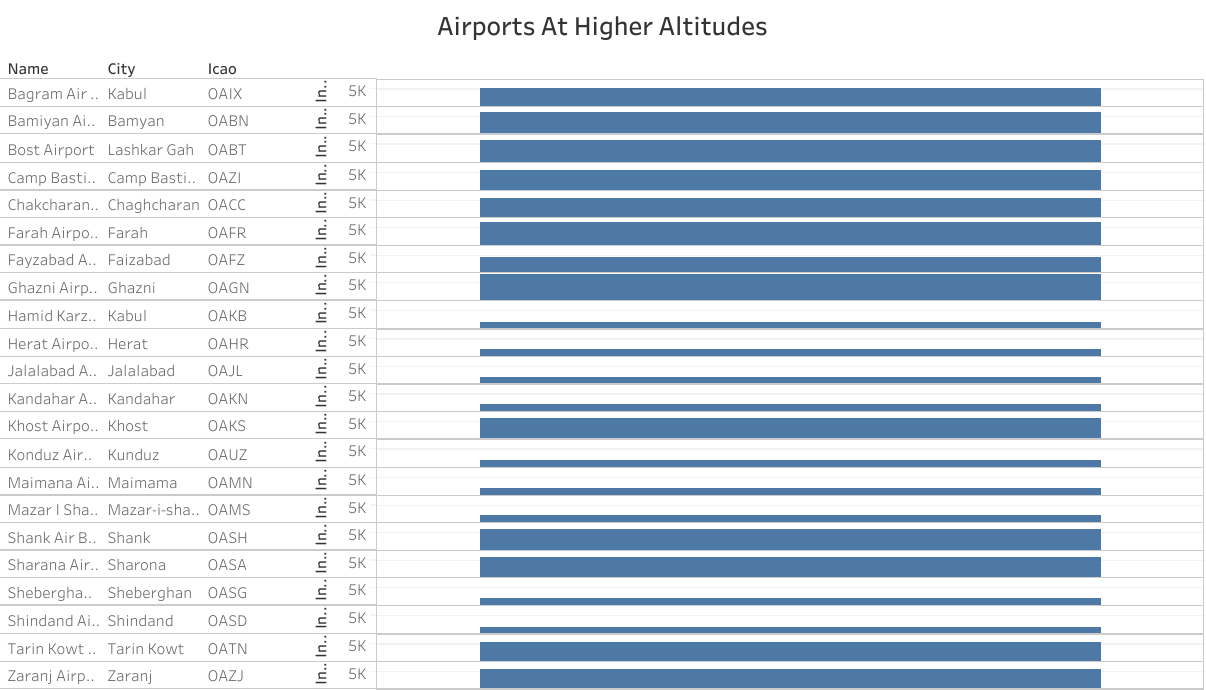 Airports At Higher Altitudes
Name City Icao
Bagram Air .. Kabul OAIX In.. 5K
Bamiyan Ai.. Bamyan OABN In.. 5K
Bost Airport Lashkar Gah OABT In.. 5K
Camp Basti.. Camp Basti.. OAZI In.. 5K
Chakcharan.. Chaghcharan OACC In.. 5K
Farah Airpo.. Farah OAFR In.. 5K
Fayzabad A.. Faizabad OAFZ In.. 5K
Ghazni Airp.. Ghazni OAGN In.. 5K
Hamid Karz.. Kabul OAKB In.. 5K
Herat Airpo.. Herat OAHR In.. 5K
Jalalabad A.. Jalalabad OAJL In.. 5K
Kandahar A.. Kandahar OAKN In.. 5K
Khost Airpo.. Khost OAKS In.. 5K
Konduz Air.. Kunduz OAUZ In.. 5K
Maimana Ai.. Maimama OAMN In.. 5K
Mazar I Sha.. Mazar-i-sha.. OAMS In.. 5K
Shank Air B.. Shank OASH In.. 5K
Sharana Air.. Sharona OASA In.. 5K
Shebergha.. Sheberghan OASG In.. 5K
Shindand Ai.. Shindand OASD In.. 5K
Tarin Kowt .. Tarin Kowt OATN In.. 5K
Zaranj Airp.. Zaranj OAZJ In.. 5K